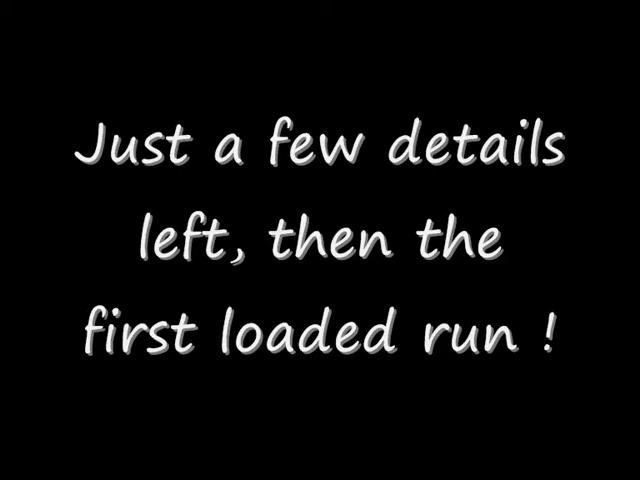 Just a few details
left, then the
first loaded run !